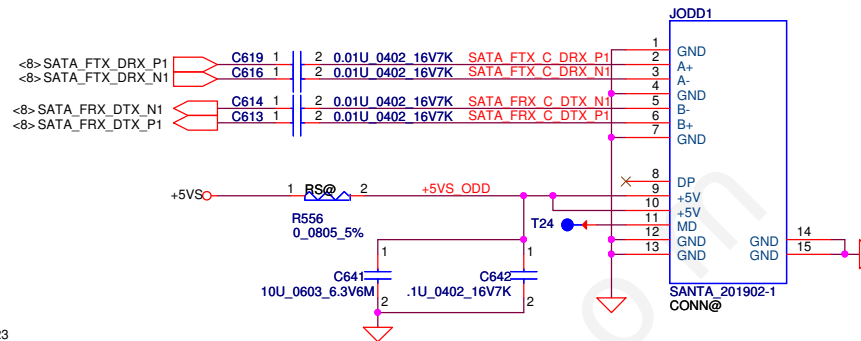 JODD1
1 GND
<8> SATA_FTX_DRX_P1 C619 1 2 0.01U_0402_16V7K SATA_FTX_C_DRX_P1 2 A+
<8> SATA_FTX_DRX_N1 C616 1 2 0.01U_0402_16V7K SATA_FTX_C_DRX_N1 3 A-
4 GND
<8> SATA_FRX_DTX_N1 C614 1 2 0.01U_0402_16V7K SATA_FRX_C_DTX_N1 5 B-
<8> SATA_FRX_DTX_P1 C613 1 2 0.01U_0402_16V7K SATA_FRX_C_DTX_P1 6 B+
7 GND
8 DP
+5VS 1 RS@ 2 +5VS_ODD 9 +5V
10 +5V
R556 T24 11 MD
0_0805_5% 12 GND GND 14
13 GND GND 15
1 1
C641 C642
10U_0603_6.3V6M .1U_0402_16V7K
2 2
SANTA_201902-1
CONN@
23
o m